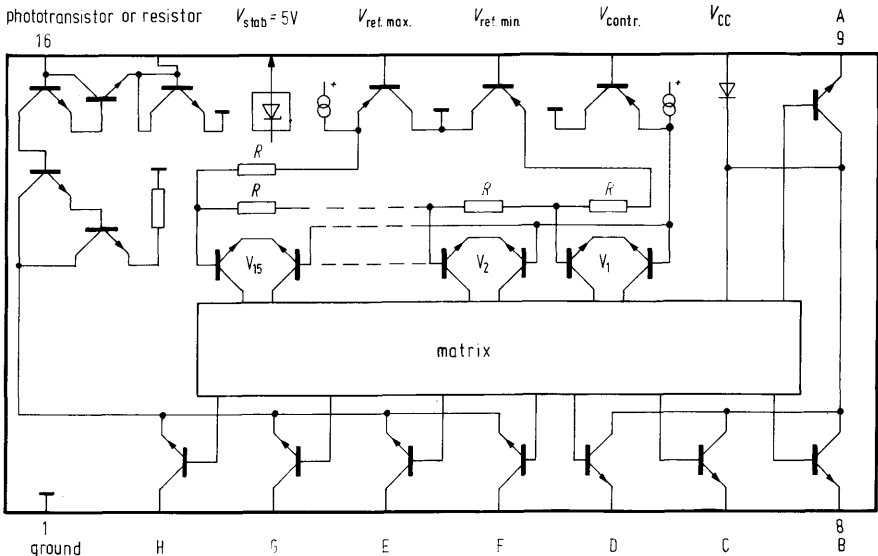 phototransistor or resistor V_stab = 5V V_ref. max. V_ref. min. V_contr. V_CC A
16 9
+ +
R
R R R
V_15 V_2 V_1
matrix
1 8
ground H G E F D C B